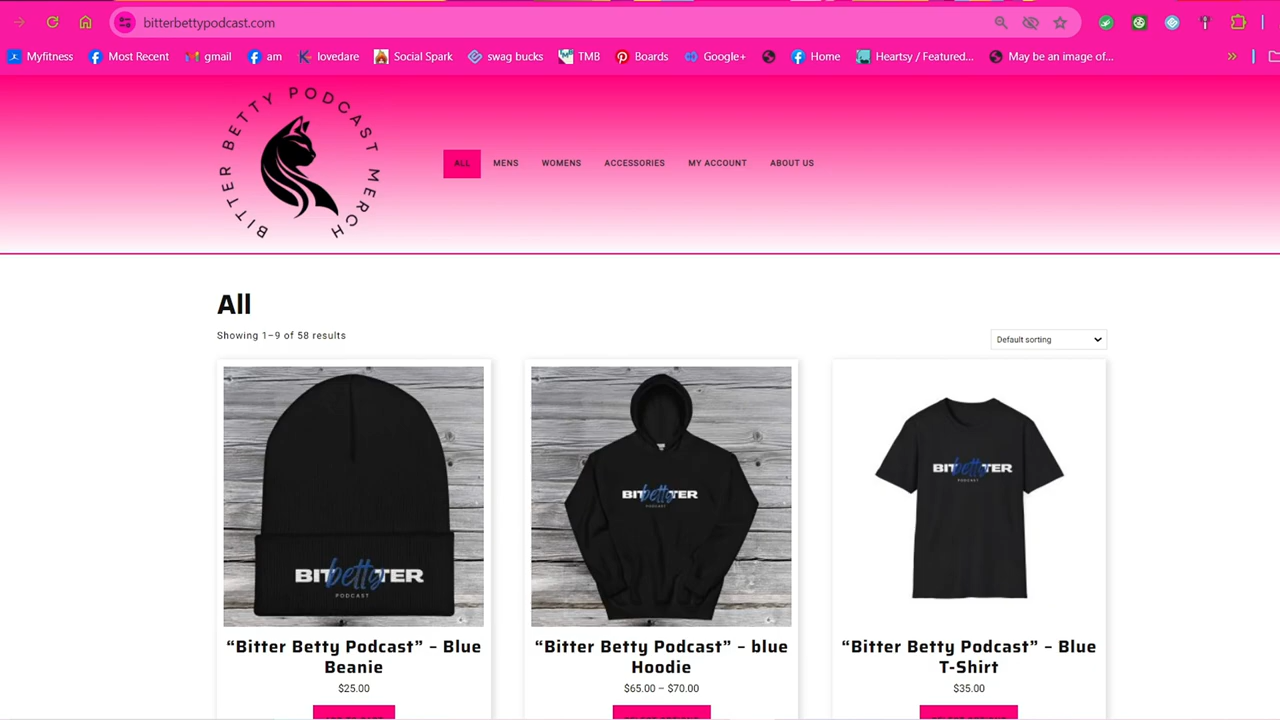 bitterbettypodcast.com
Myfitness
Most Recent
gmail
am
lovedare
Social Spark
swag bucks
TMB
Boards
Google+
Home
Heartsy / Featured...
May be an image of...
»
BITTER BETTY PODCAST MERCH
ALL
MENS
WOMENS
ACCESSORIES
MY ACCOUNT
ABOUT US
All
Showing 1–9 of 58 results
Default sorting
BITbettyTER
PODCAST
BITbettyTER
PODCAST
BITbettyTER
PODCAST
“Bitter Betty Podcast” – Blue
Beanie
$25.00
“Bitter Betty Podcast” – blue
Hoodie
$65.00 – $70.00
“Bitter Betty Podcast” – Blue
T-Shirt
$35.00